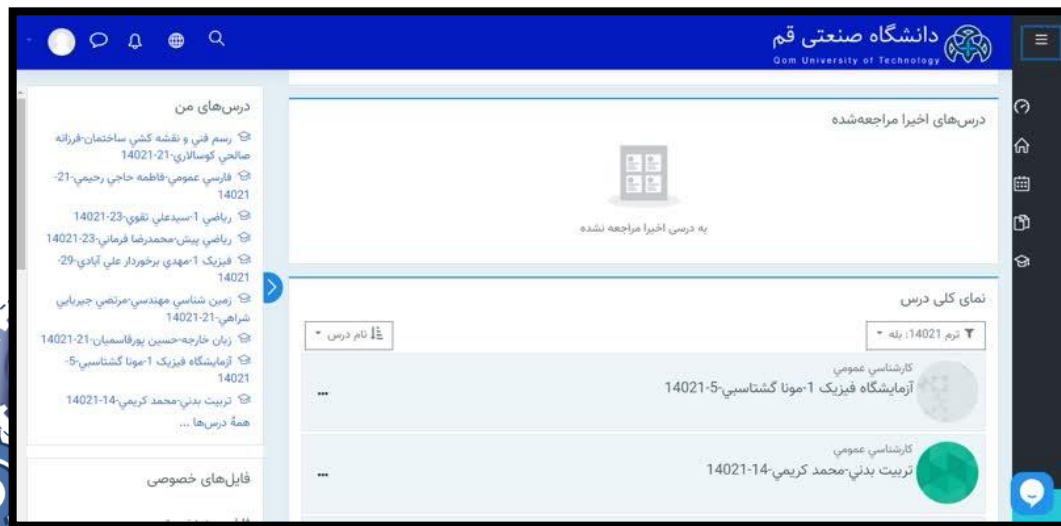 دانشگاه صنعتی قم
Qom University of Technology
درس‌های اخیرا مراجعه‌شده
به درسی اخیرا مراجعه نشده
نمای کلی درس
ترم 14021: بله
نام درس
كارشناسي عمومي
آزمايشگاه فيزيک 1-مونا گشتاسبي-5-14021
كارشناسي عمومي
تربيت بدني-محمد كريمي-14-14021
درس‌های من
رسم فني و نقشه كشي ساختمان-فرزانه
صالحي كوسالاري-21-14021
فارسي عمومي-فاطمه حاجي رحيمي-21-
14021
رياضي 1-سيدعلي تقوي-23-14021
رياضي پيش-محمدرضا فرماني-23-14021
فيزيک 1-مهدي برخوردار علي آبادي-29-
14021
زمين شناسي مهندسي-مرتضي جيريايي
شراهي-21-14021
زبان خارجه-حسين پورقاسميان-21-14021
آزمايشگاه فيزيک 1-مونا گشتاسبي-5-
14021
تربيت بدني-محمد كريمي-14-14021
همهٔ درس‌ها ...
فایل‌های خصوصی